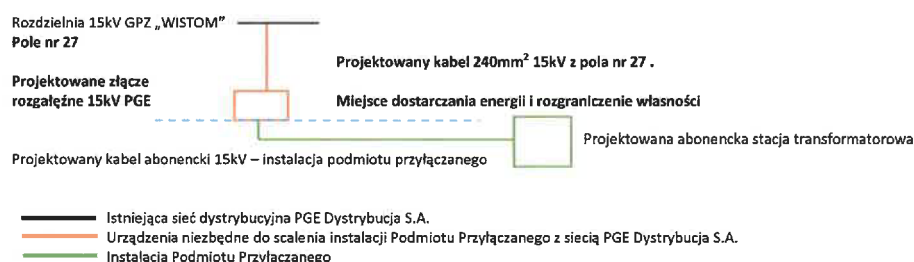 Rozdzielnia 15kV GPZ „WISTOM”
Pole nr 27
Projektowany kabel 240mm² 15kV z pola nr 27 .
Projektowane złącze
rozgałęźne 15kV PGE
Miejsce dostarczania energii i rozgraniczenie własności
Projektowana abonencka stacja transformatorowa
Projektowany kabel abonencki 15kV – instalacja podmiotu przyłączanego
Istniejąca sieć dystrybucyjna PGE Dystrybucja S.A.
Urządzenia niezbędne do scalenia instalacji Podmiotu Przyłączanego z siecią PGE Dystrybucja S.A.
Instalacja Podmiotu Przyłączanego